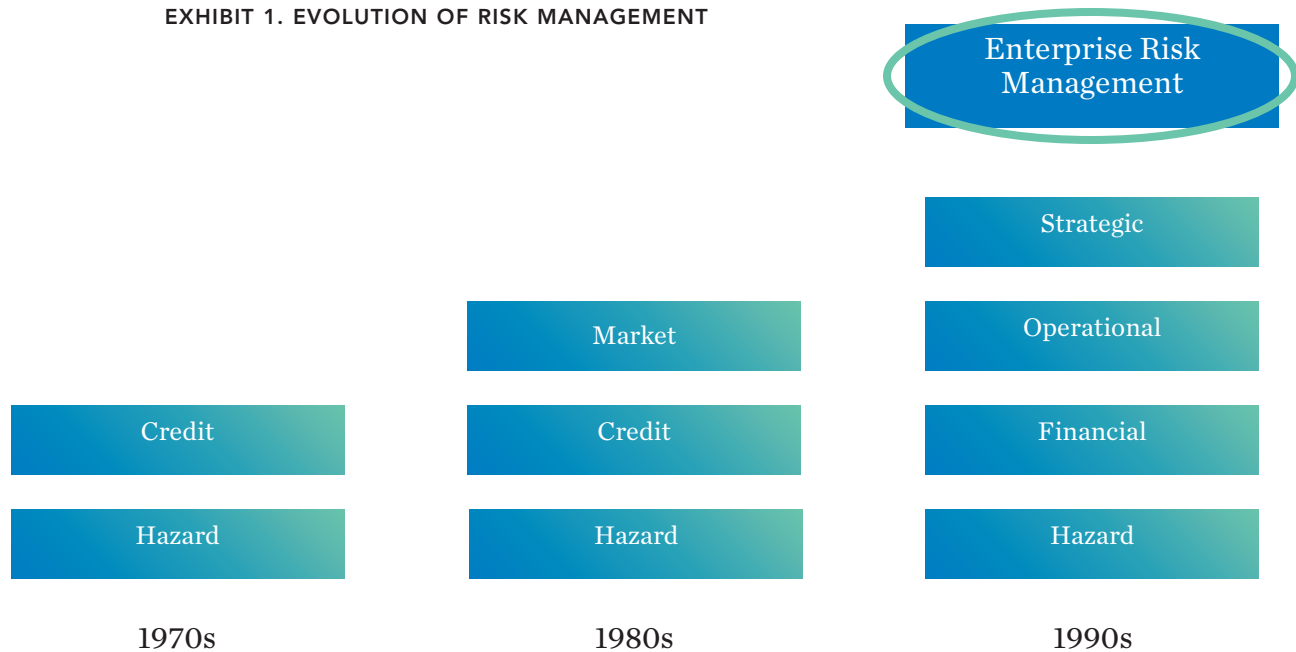 EXHIBIT 1. EVOLUTION OF RISK MANAGEMENT
Enterprise Risk
Management
Strategic
Market
Operational
Credit
Credit
Financial
Hazard
Hazard
Hazard
1970s
1980s
1990s